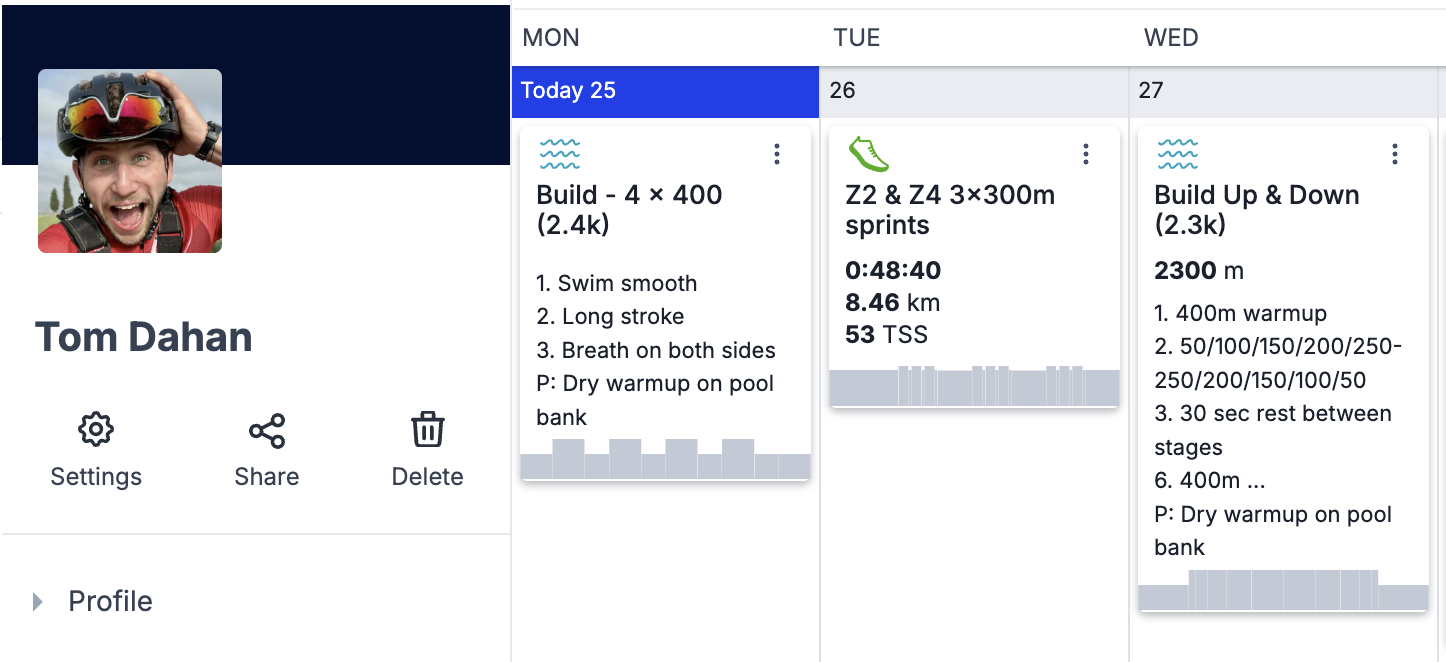 Tom Dahan
Settings
Share
Delete
Profile
MON
TUE
WED
Today 25
26
27
Build - 4 × 400
(2.4k)
1. Swim smooth
2. Long stroke
3. Breath on both sides
P: Dry warmup on pool
bank
Z2 & Z4 3×300m
sprints
0:48:40
8.46 km
53 TSS
Build Up & Down
(2.3k)
2300 m
1. 400m warmup
2. 50/100/150/200/250-
250/200/150/100/50
3. 30 sec rest between
stages
6. 400m ...
P: Dry warmup on pool
bank